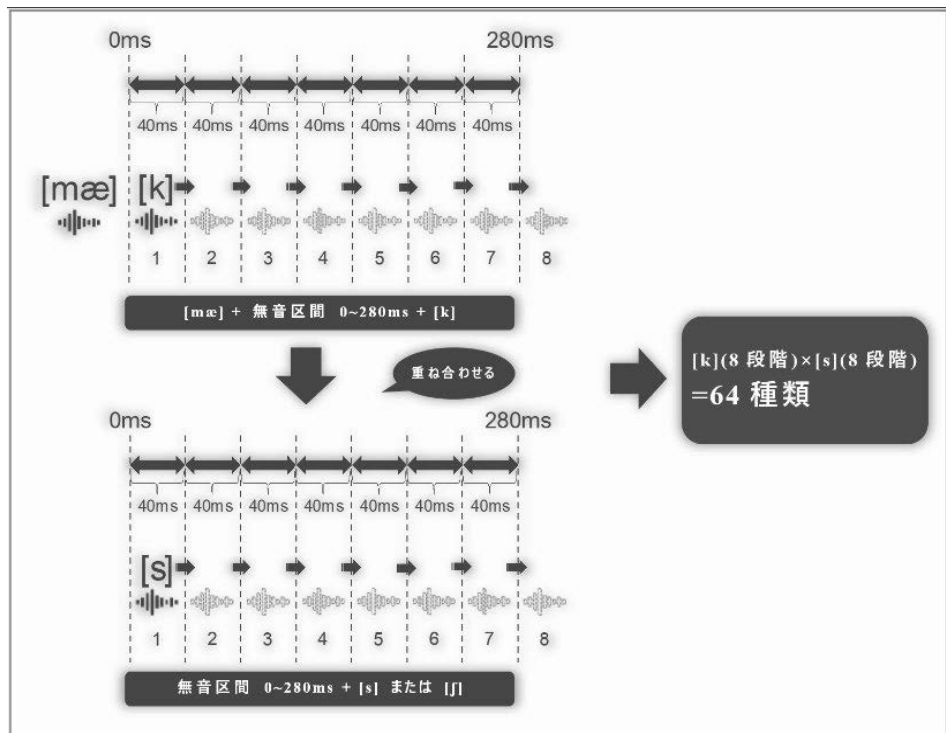 0ms 280ms
40ms 40ms 40ms 40ms 40ms 40ms 40ms
[mæ] [k]
1 2 3 4 5 6 7 8
[mæ] + 無音区間 0~280ms + [k]
重ね合わせる
[k](8 段階)×[s](8 段階)
=64 種類
0ms 280ms
40ms 40ms 40ms 40ms 40ms 40ms 40ms
[s]
1 2 3 4 5 6 7 8
無音区間 0~280ms + [s] または [ʃ]